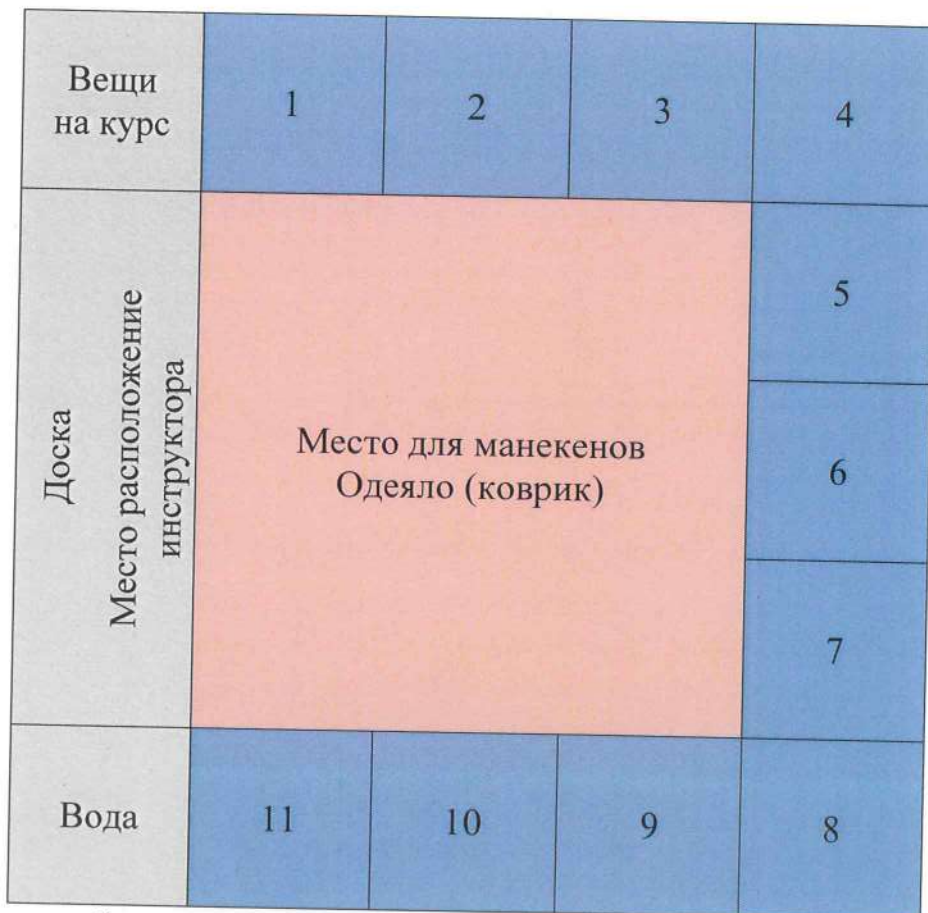 Вещи
на курс
1
2
3
4
Доска
Место расположение
инструктора
Место для манекенов
Одеяло (коврик)
5
6
7
Вода
11
10
9
8